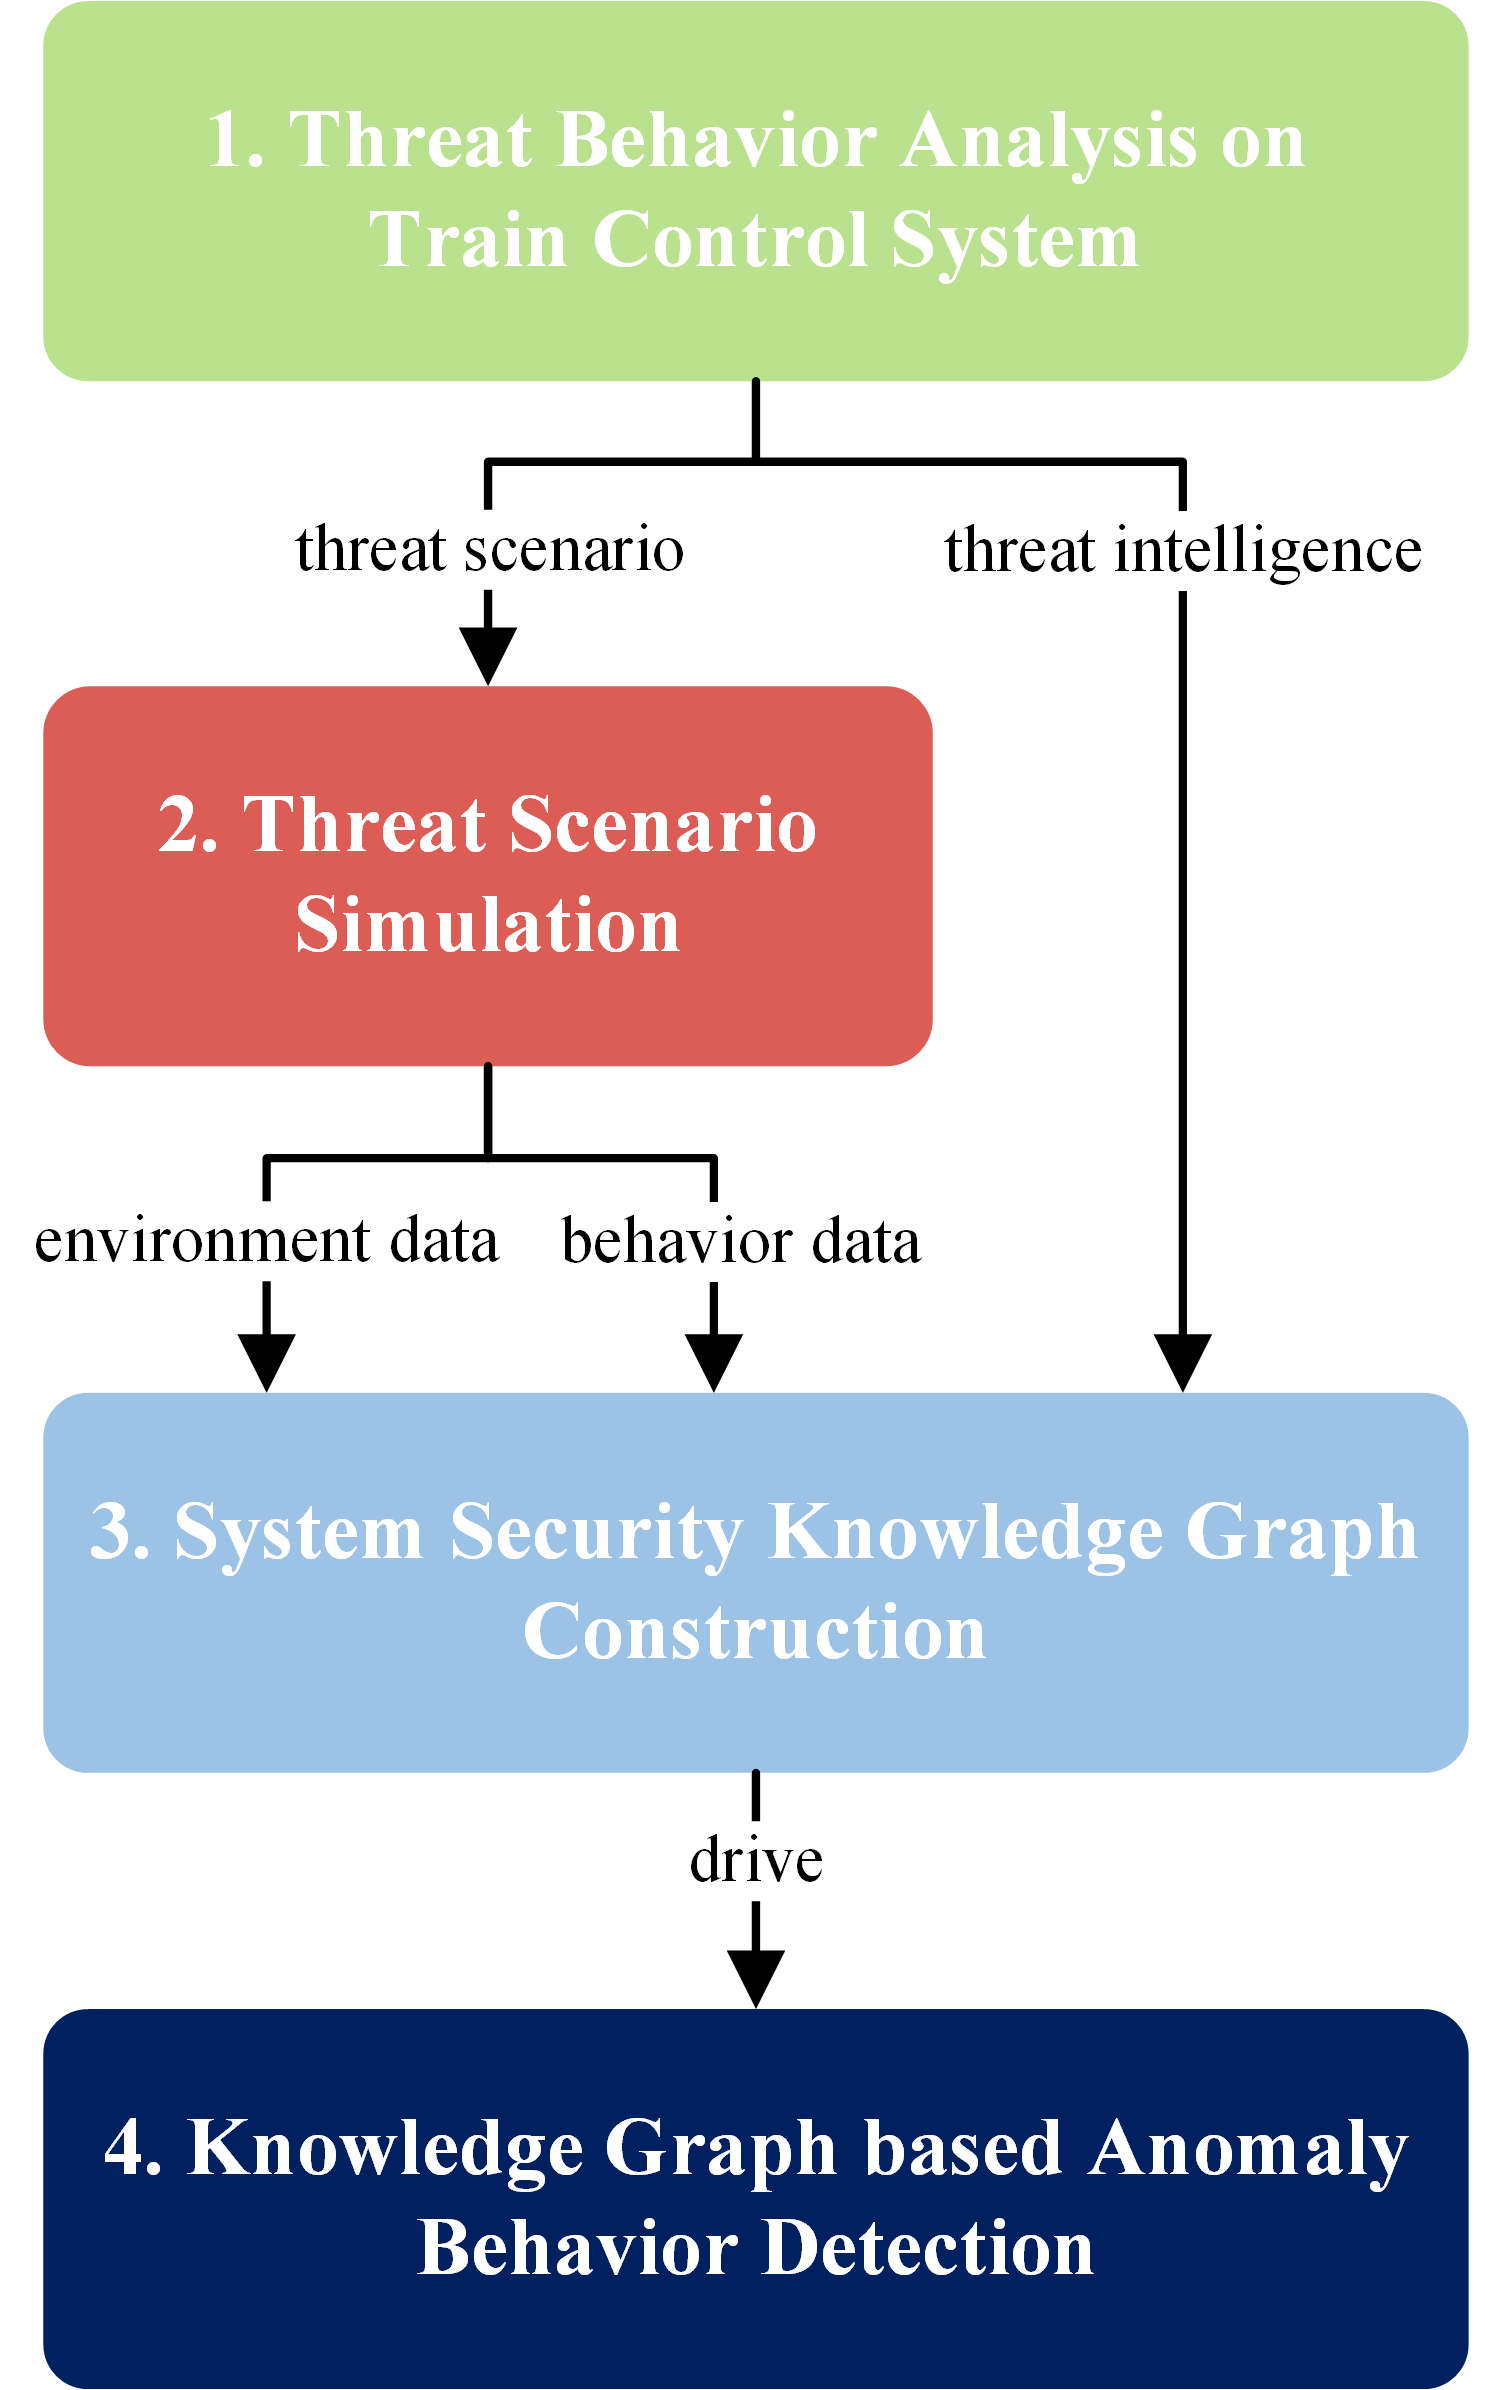 1. Threat Behavior Analysis on
Train Control System
threat scenario
threat intelligence
2. Threat Scenario
Simulation
environment data
behavior data
3. System Security Knowledge Graph
Construction
drive
4. Knowledge Graph based Anomaly
Behavior Detection